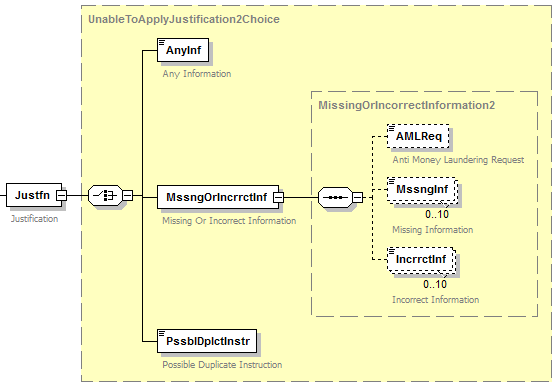 UnableToApplyJustification2Choice
AnyInf
Any Information
MissingOrIncorrectInformation2
AMLReq
Anti Money Laundering Request
Justfn
Justification
MssngOrIncrrctInf
Missing Or Incorrect Information
MssngInf
0..10
Missing Information
IncrrctInf
0..10
Incorrect Information
PssblDplctInstr
Possible Duplicate Instruction